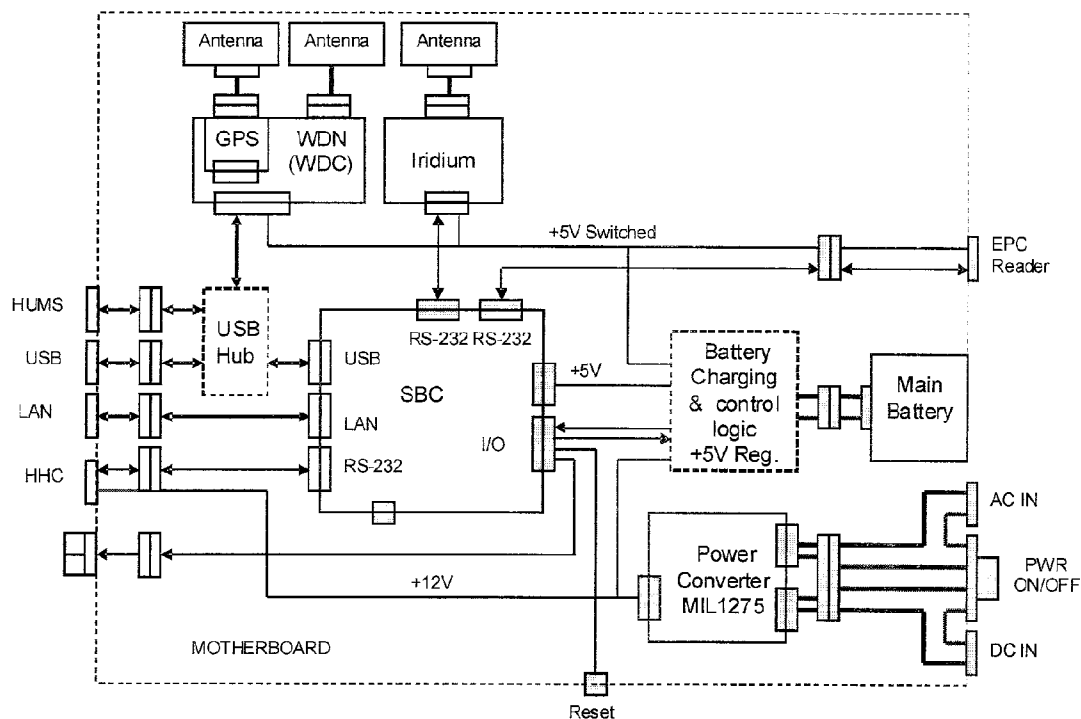 Antenna
Antenna
Antenna
GPS
WDN
(WDC)
Iridium
+5V Switched
EPC
Reader
HUMS
USB
LAN
HHC
USB
Hub
RS-232
RS-232
USB
SBC
LAN
I/O
RS-232
+5V
Battery
Charging
& control
logic
+5V Reg.
Main
Battery
AC IN
Power
Converter
MIL1275
PWR
ON/OFF
DC IN
+12V
MOTHERBOARD
Reset